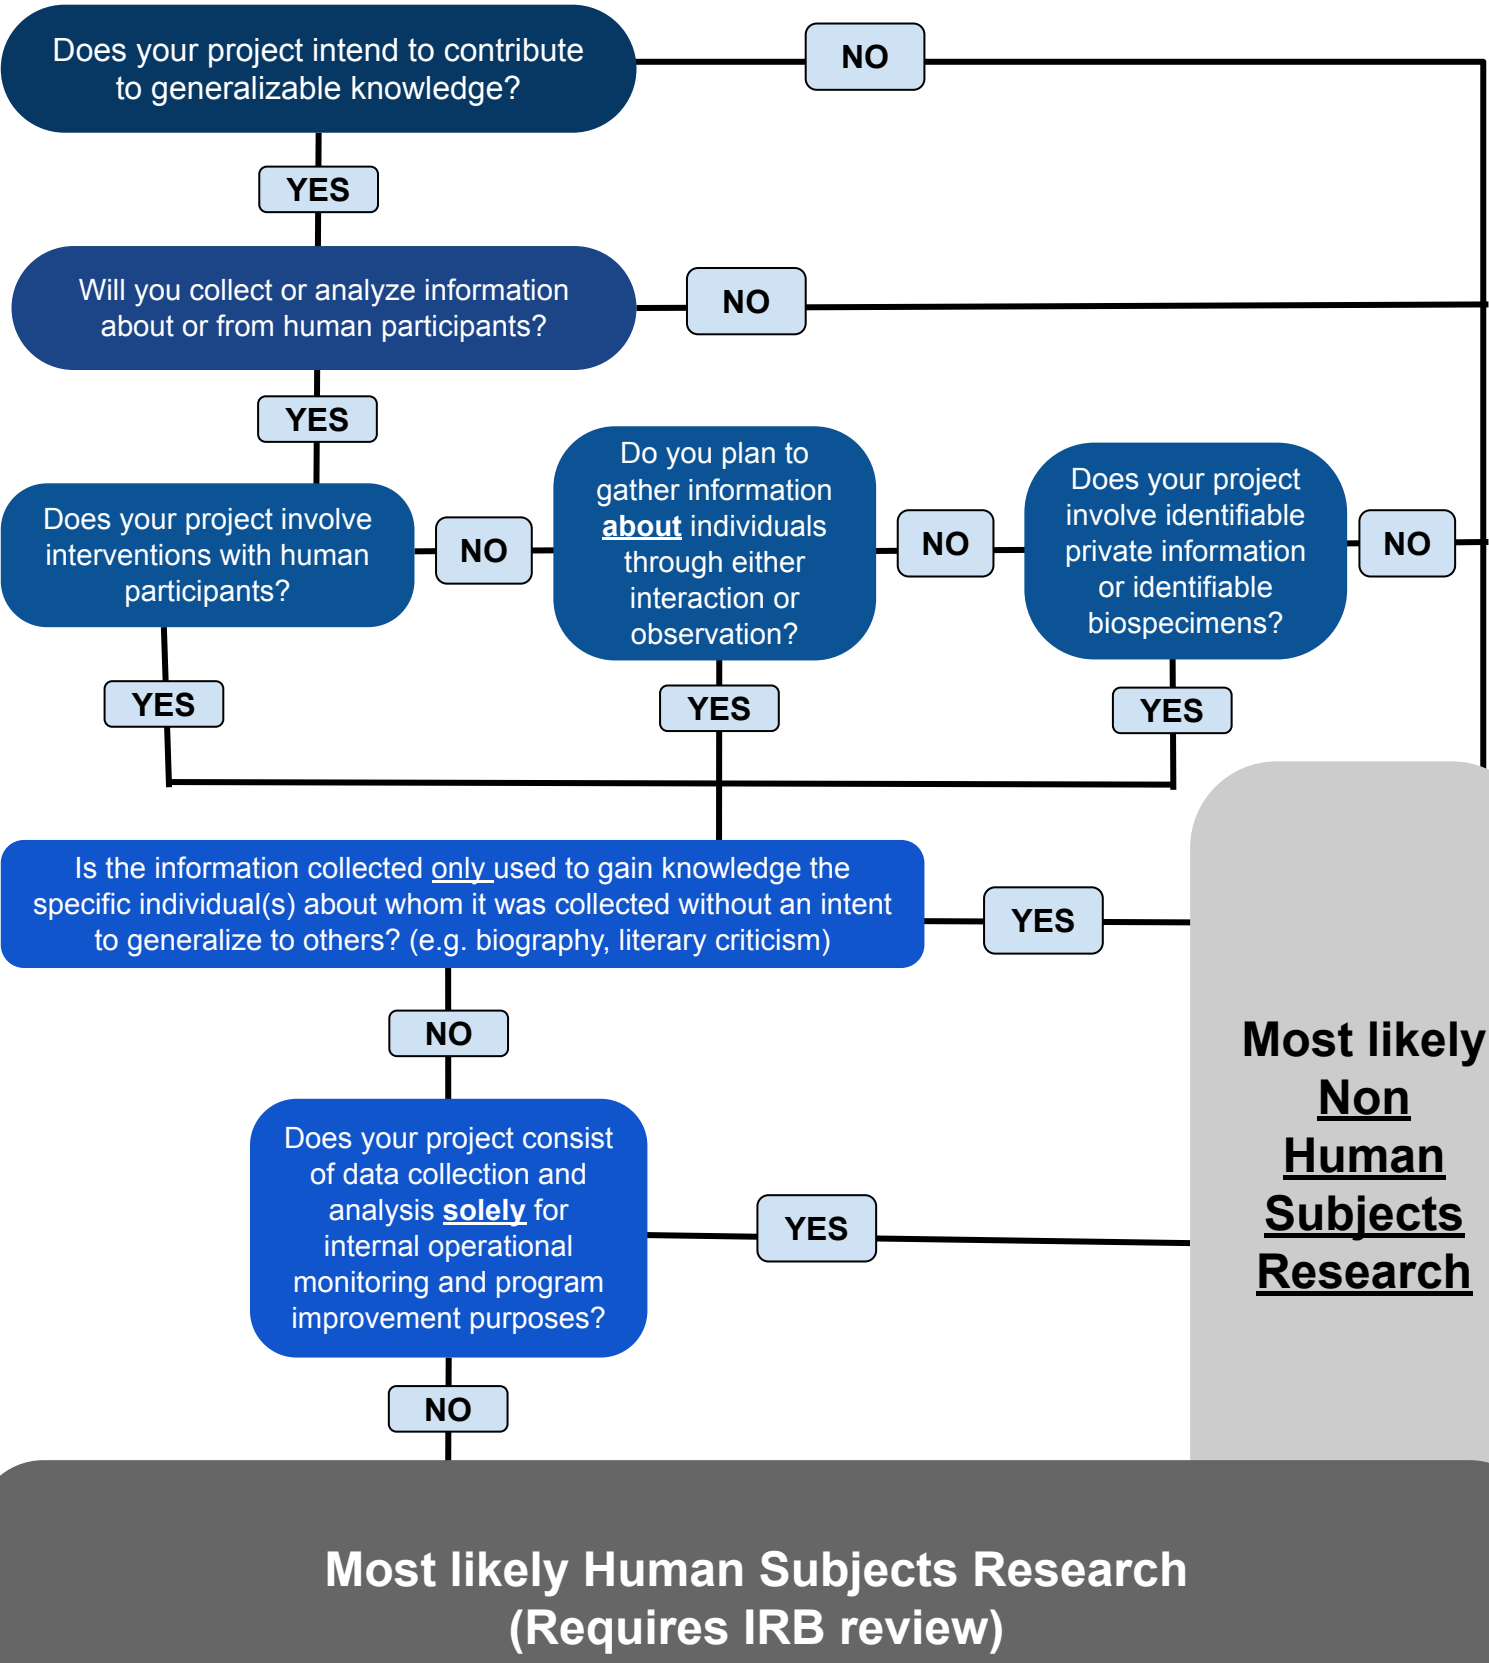 Does your project intend to contribute
to generalizable knowledge?
NO
YES
Will you collect or analyze information
about or from human participants?
NO
YES
Does your project involve
interventions with human
participants?
NO
Do you plan to
gather information
about individuals
through either
interaction or
observation?
NO
Does your project
involve identifiable
private information
or identifiable
biospecimens?
NO
YES
YES
YES
Is the information collected only used to gain knowledge the
specific individual(s) about whom it was collected without an intent
to generalize to others? (e.g. biography, literary criticism)
YES
NO
Does your project consist
of data collection and
analysis solely for
internal operational
monitoring and program
improvement purposes?
YES
NO
Most likely
Non
Human
Subjects
Research
Most likely Human Subjects Research
(Requires IRB review)